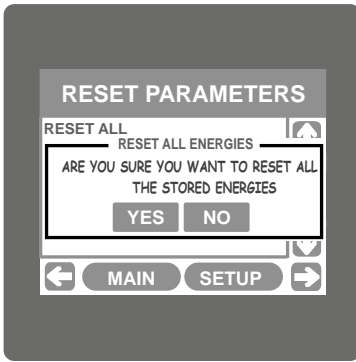 RESET PARAMETERS
RESET ALL
RESET ALL ENERGIES
ARE YOU SURE YOU WANT TO RESET ALL
THE STORED ENERGIES
YES NO
MAIN SETUP